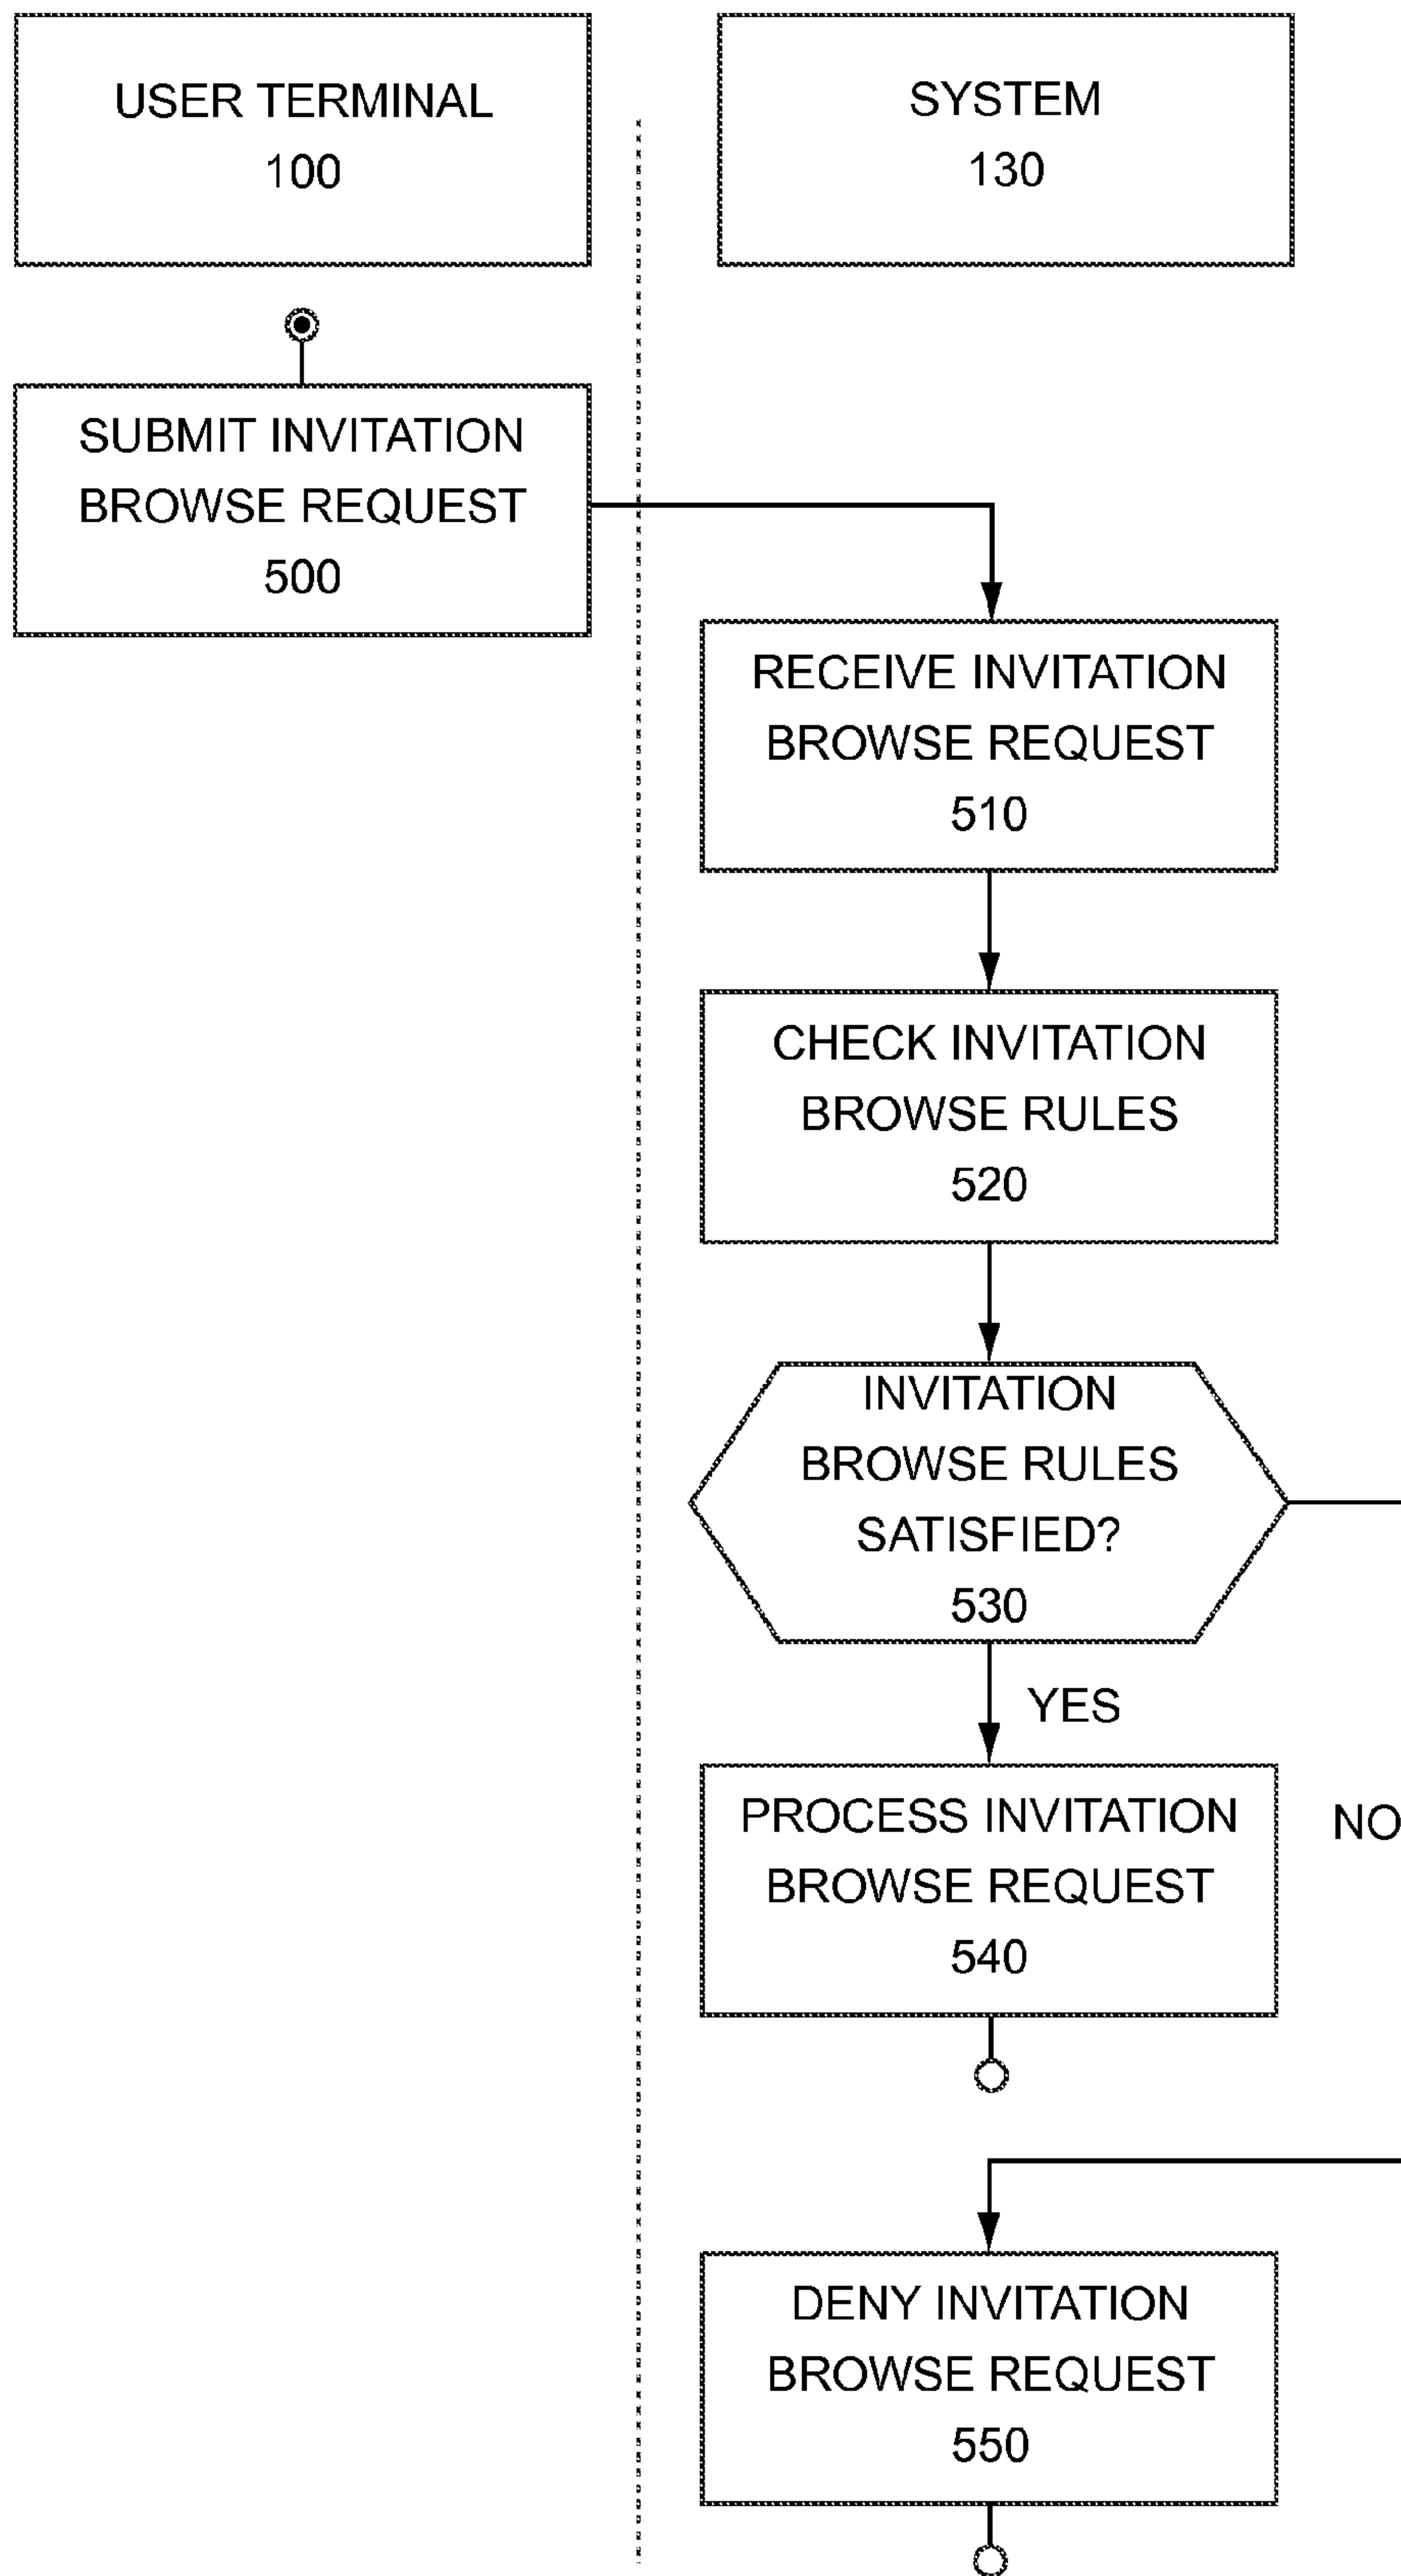 USER TERMINAL
100
SYSTEM
130
SUBMIT INVITATION
BROWSE REQUEST
500
RECEIVE INVITATION
BROWSE REQUEST
510
CHECK INVITATION
BROWSE RULES
520
INVITATION
BROWSE RULES
SATISFIED?
530
YES
PROCESS INVITATION
BROWSE REQUEST
540
NO
DENY INVITATION
BROWSE REQUEST
550